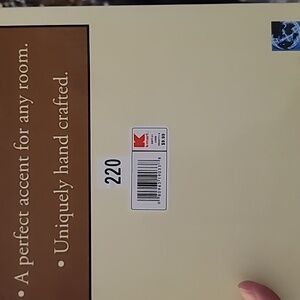 • A perfect accent for any room.
• Uniquely hand crafted.
220
K